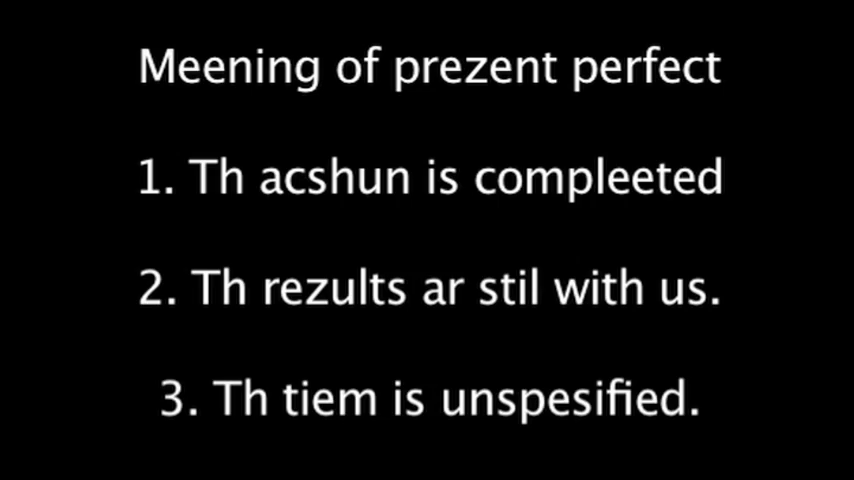 Meening of prezent perfect
1. Th acshun is compleeted
2. Th rezults ar stil with us.
3. Th tiem is unspesified.